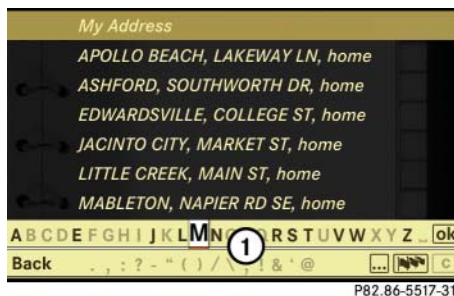 My Address
APOLLO BEACH, LAKEWAY LN, home
ASHFORD, SOUTHWORTH DR, home
EDWARDSVILLE, COLLEGE ST, home
JACINTO CITY, MARKET ST, home
LITTLE CREEK, MAIN ST, home
MABLETON, NAPIER RD SE, home
A B C D E F G H I J K L M N Q R S T U V W X Y Z _ ok
1
Back . , : ? - " ( ) / \ ! & ' @ ... C
P82.86-5517-31